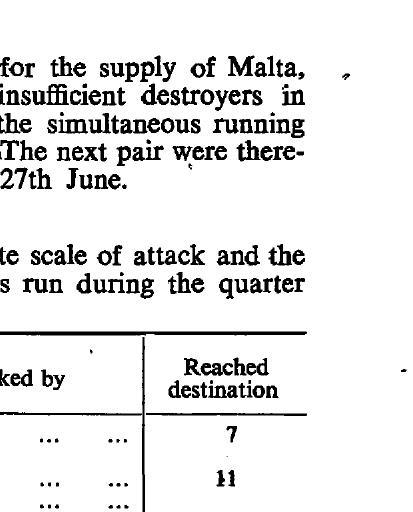 for the supply of Malta,
insufficient destroyers in
the simultaneous running
The next pair were there-
27th June.
te scale of attack and the
s run during the quarter
ked by
Reached
destination
... ... 7
... ... 11
... ...